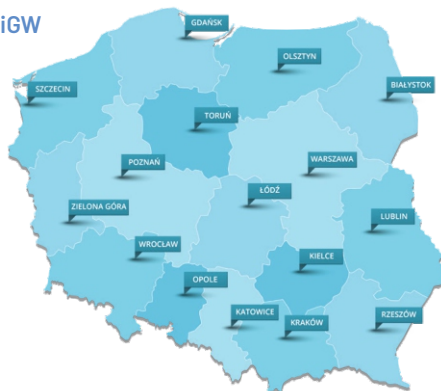 iGW
GDAŃSK
OLSZTYN
SZCZECIN
BIAŁYSTOK
TORUŃ
POZNAŃ
WARSZAWA
ŁÓDŹ
ZIELONA GÓRA
LUBLIN
WROCŁAW
KIELCE
OPOLE
KATOWICE
KRAKÓW
RZESZÓW